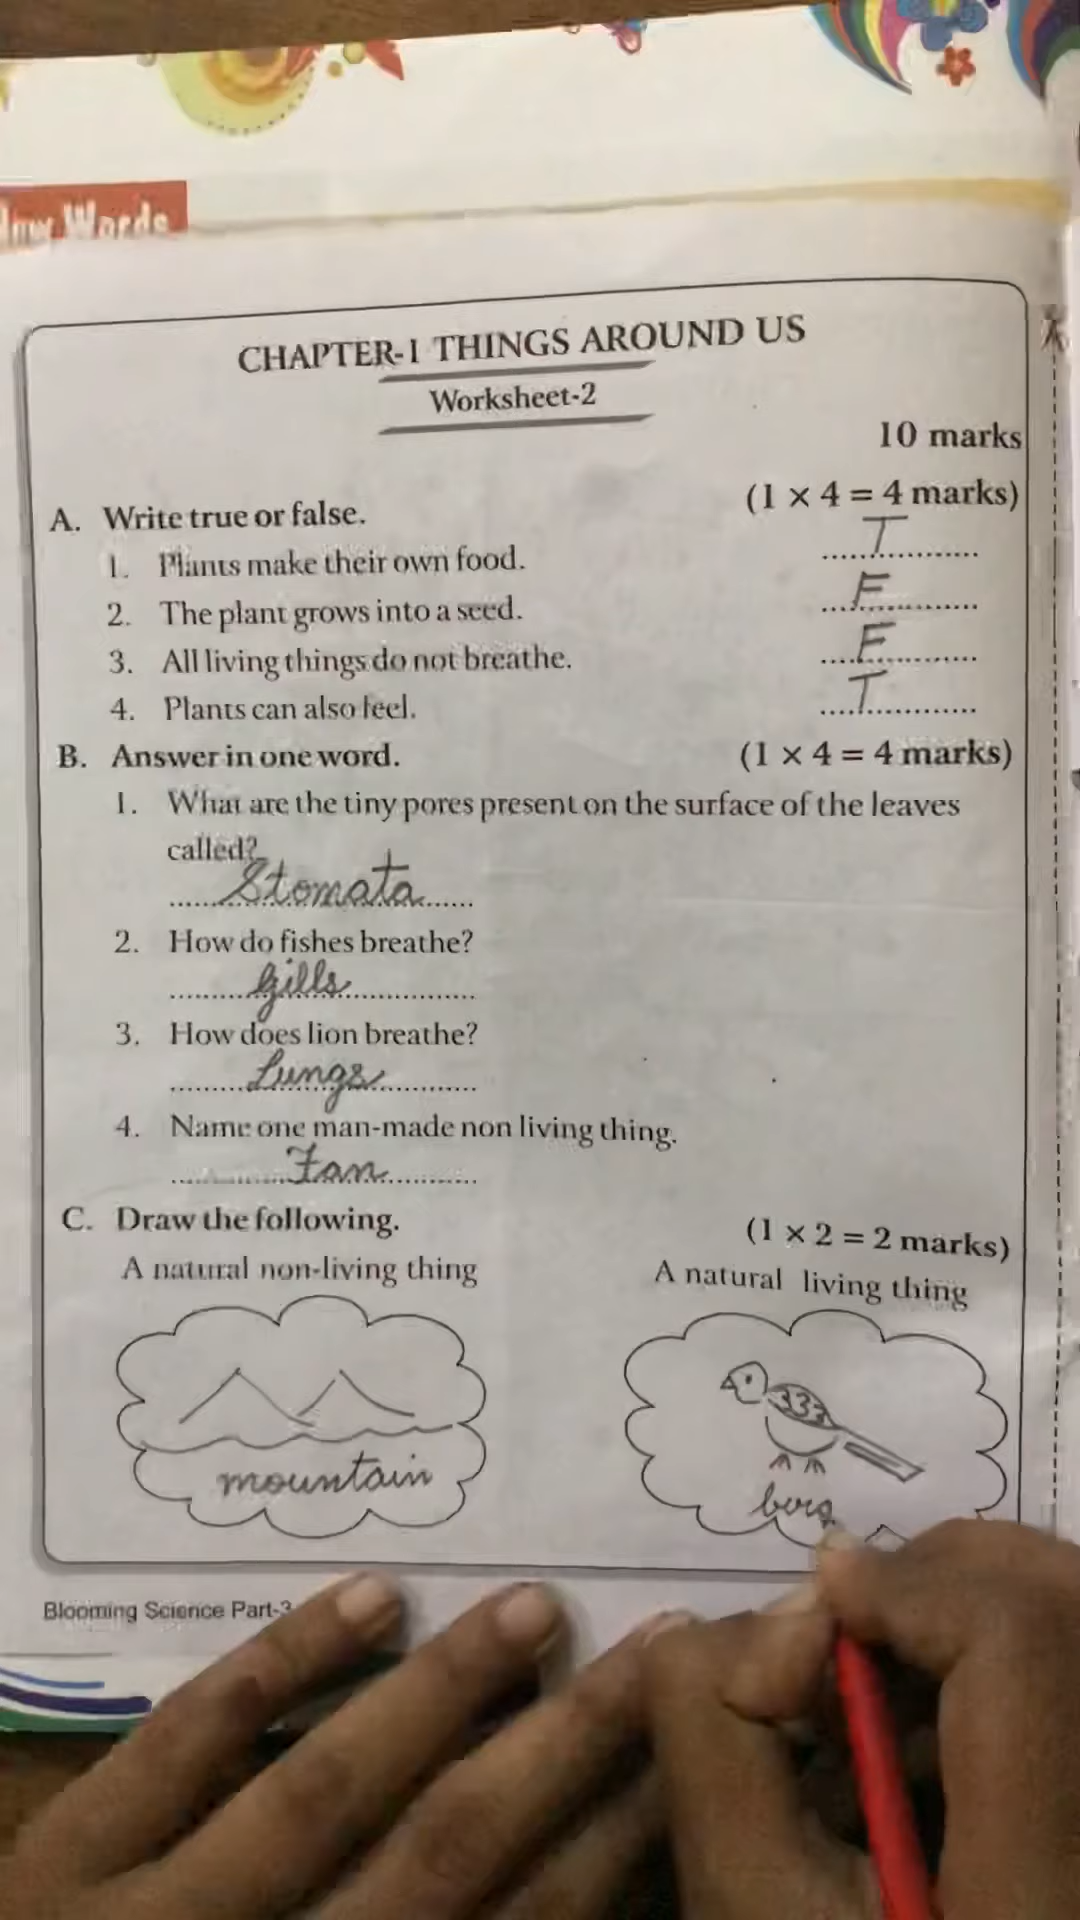 New Words
CHAPTER-1 THINGS AROUND US
Worksheet-2
10 marks
A. Write true or false. (1 × 4 = 4 marks)
1. Plants make their own food. T
2. The plant grows into a seed. F
3. All living things do not breathe. F
4. Plants can also feel. T
B. Answer in one word. (1 × 4 = 4 marks)
1. What are the tiny pores present on the surface of the leaves
called?
Stomata
2. How do fishes breathe?
Gills
3. How does lion breathe?
Lungs
4. Name one man-made non living thing.
Fan
C. Draw the following. (1 × 2 = 2 marks)
A natural non-living thing A natural living thing
mountain
Blooming Science Part-3